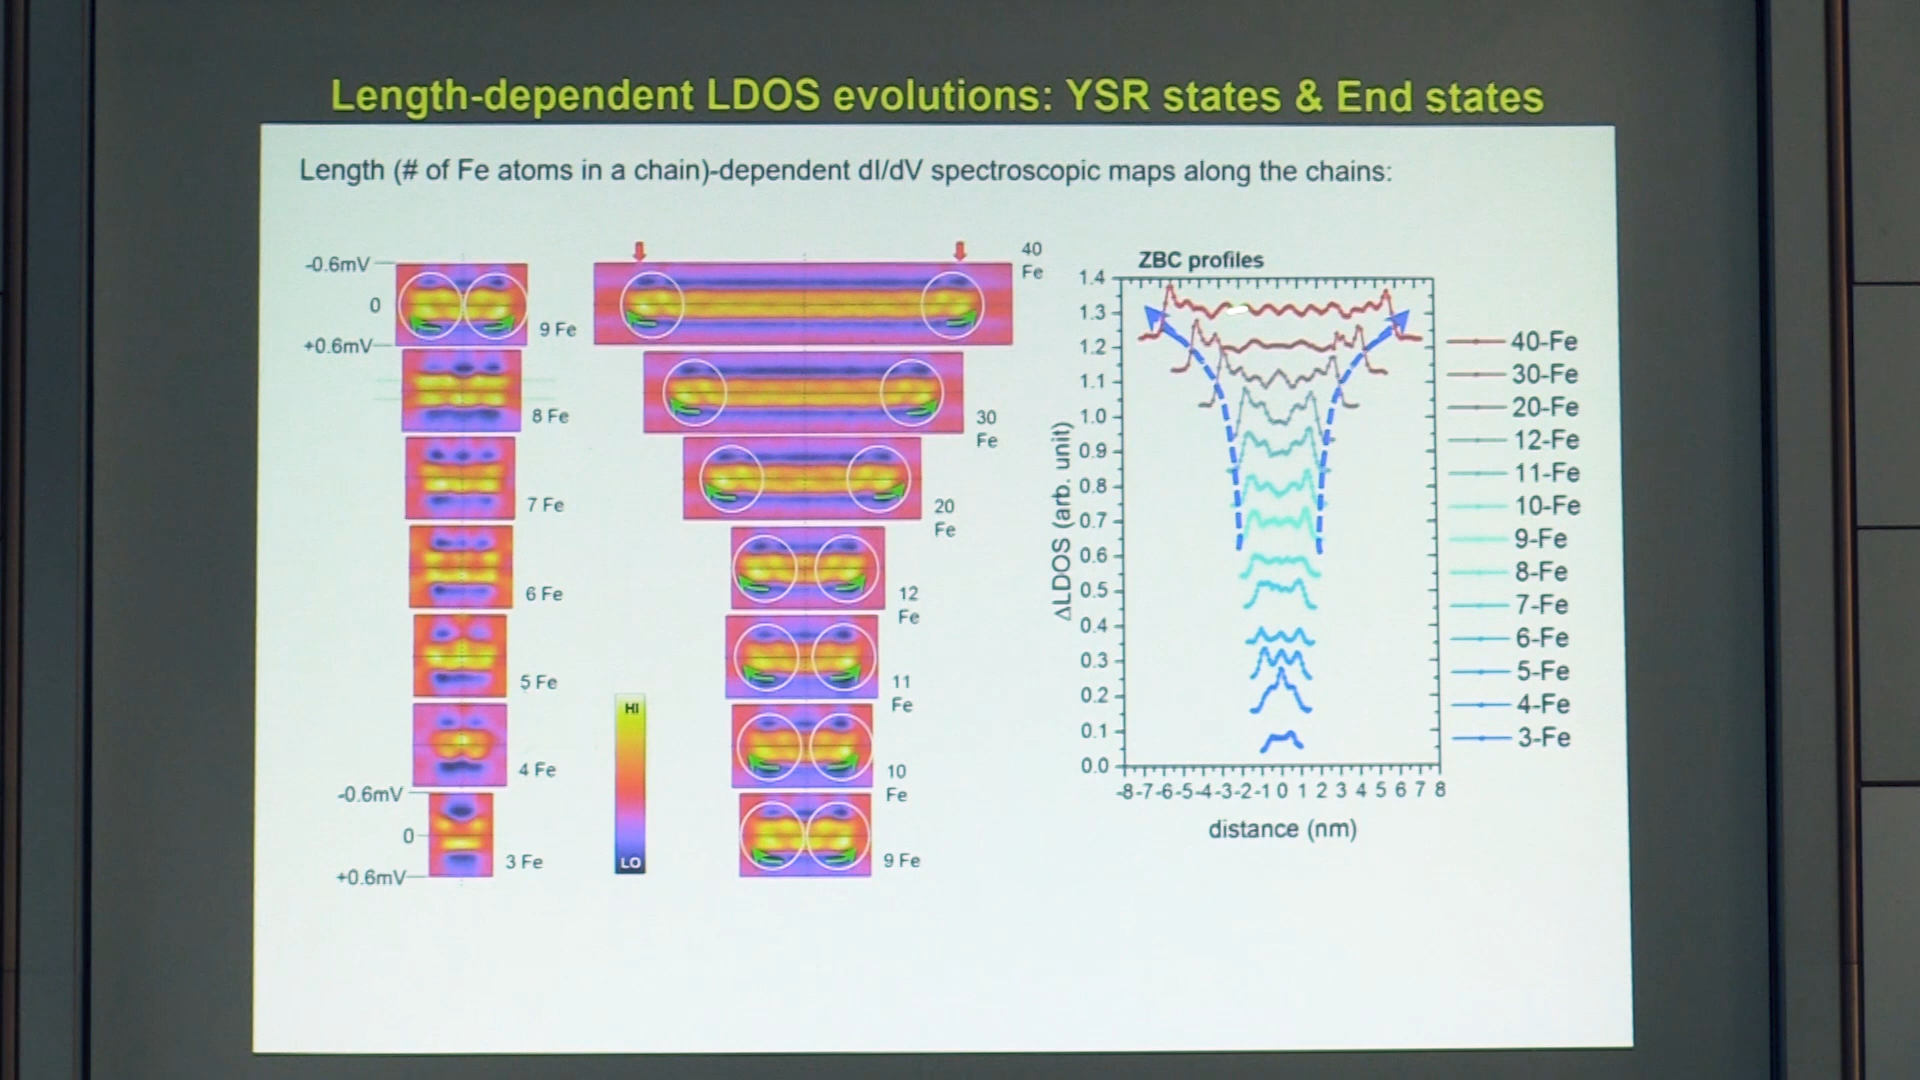 Length-dependent LDOS evolutions: YSR states & End states
Length (# of Fe atoms in a chain)-dependent dI/dV spectroscopic maps along the chains:
-0.6mV
0
+0.6mV
9 Fe
8 Fe
7 Fe
6 Fe
5 Fe
4 Fe
-0.6mV
0
+0.6mV
3 Fe
HI
LO
40
Fe
30
Fe
20
Fe
12
Fe
11
Fe
10
Fe
9 Fe
ZBC profiles
1.4
1.3
1.2
1.1
1.0
0.9
0.8
0.7
0.6
0.5
0.4
0.3
0.2
0.1
0.0
ΔLDOS (arb. unit)
-8 -7 -6 -5 -4 -3 -2 -1 0 1 2 3 4 5 6 7 8
distance (nm)
40-Fe
30-Fe
20-Fe
12-Fe
11-Fe
10-Fe
9-Fe
8-Fe
7-Fe
6-Fe
5-Fe
4-Fe
3-Fe